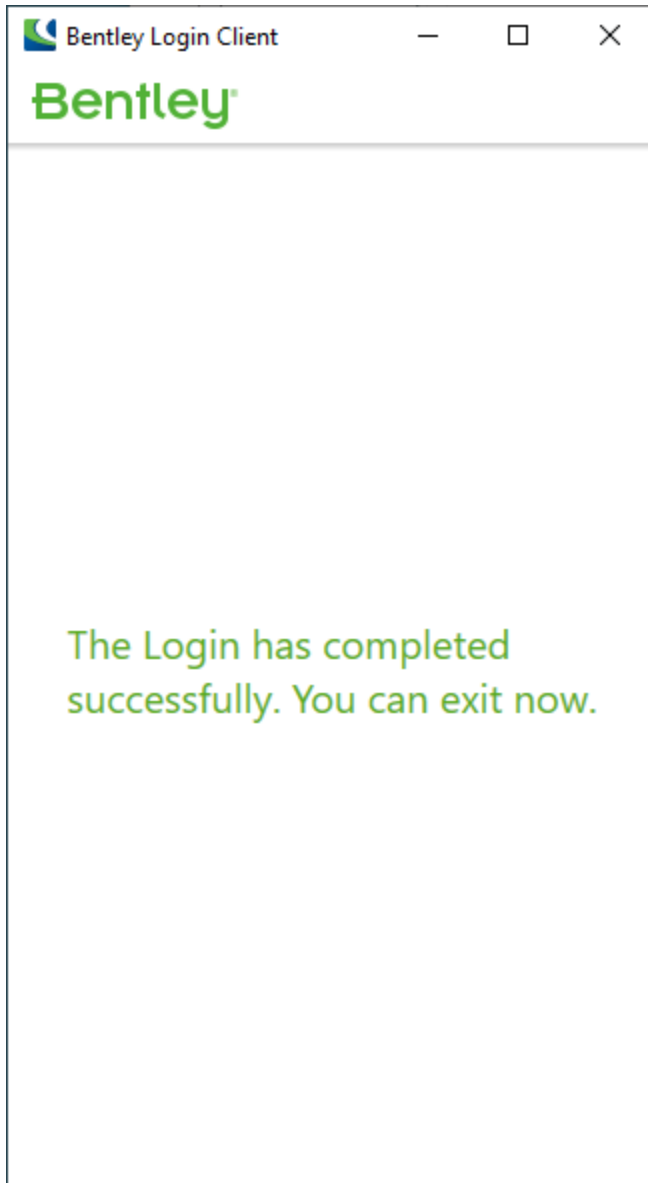 Bentley Login Client
Bentley®
The Login has completed
successfully. You can exit now.